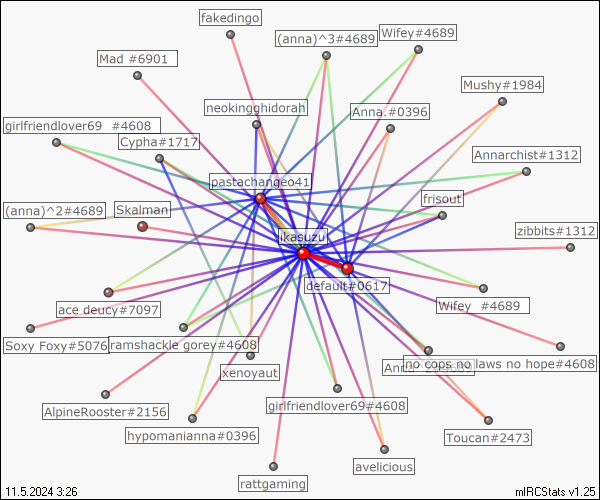 fakedingo
(anna)^3#4689
Wifey#4689
Mad #6901
Mushy#1984
neokingghidorah
Anna.#0396
girlfriendlover69 #4608
Cypha#1717
Annarchist#1312
pastachangeo41
frisout
(anna)^2#4689
Skalman
zibbits#1312
ikasuzu
default#0617
ace deucy#7097
Wifey #4689
Soxy Foxy#5076
ramshackle gorey#4608
no cops no laws no hope#4608
xenoyaut
AlpineRooster#2156
girlfriendlover69#4608
hypomanianna#0396
Toucan#2473
avelicious
rattgaming
11.5.2024 3:26
mIRCStats v1.25